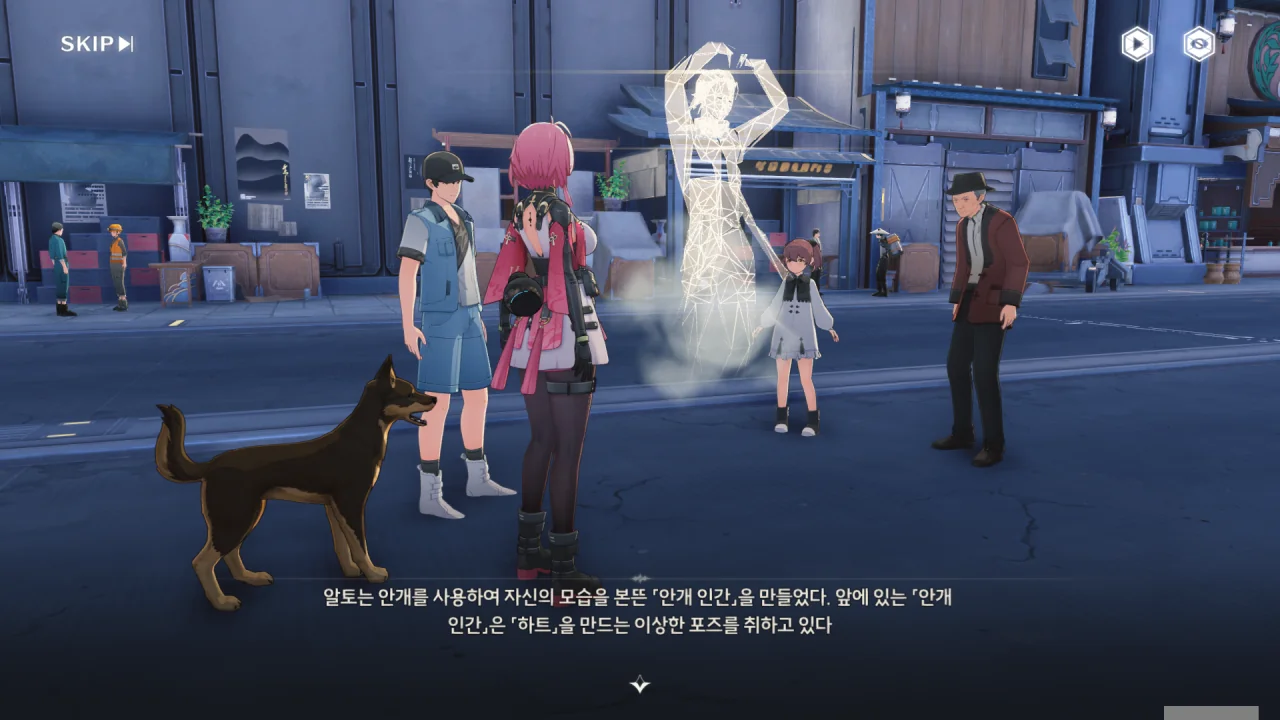 SKIP
알토는 안개를 사용하여 자신의 모습을 본뜬 「안개 인간」을 만들었다. 앞에 있는 「안개
인간」은 「하트」을 만드는 이상한 포즈를 취하고 있다